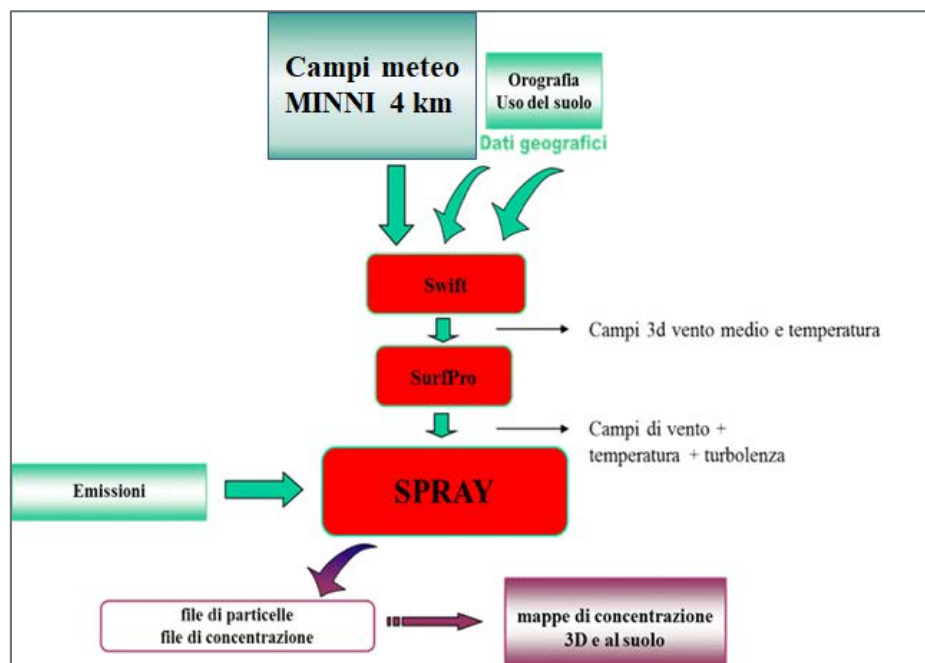 Campi meteo
MINNI 4 km
Orografia
Uso del suolo
Dati geografici
Swift
Campi 3d vento medio e temperatura
SurfPro
Campi di vento +
temperatura + turbolenza
Emissioni
SPRAY
file di particelle
file di concentrazione
mappe di concentrazione
3D e al suolo